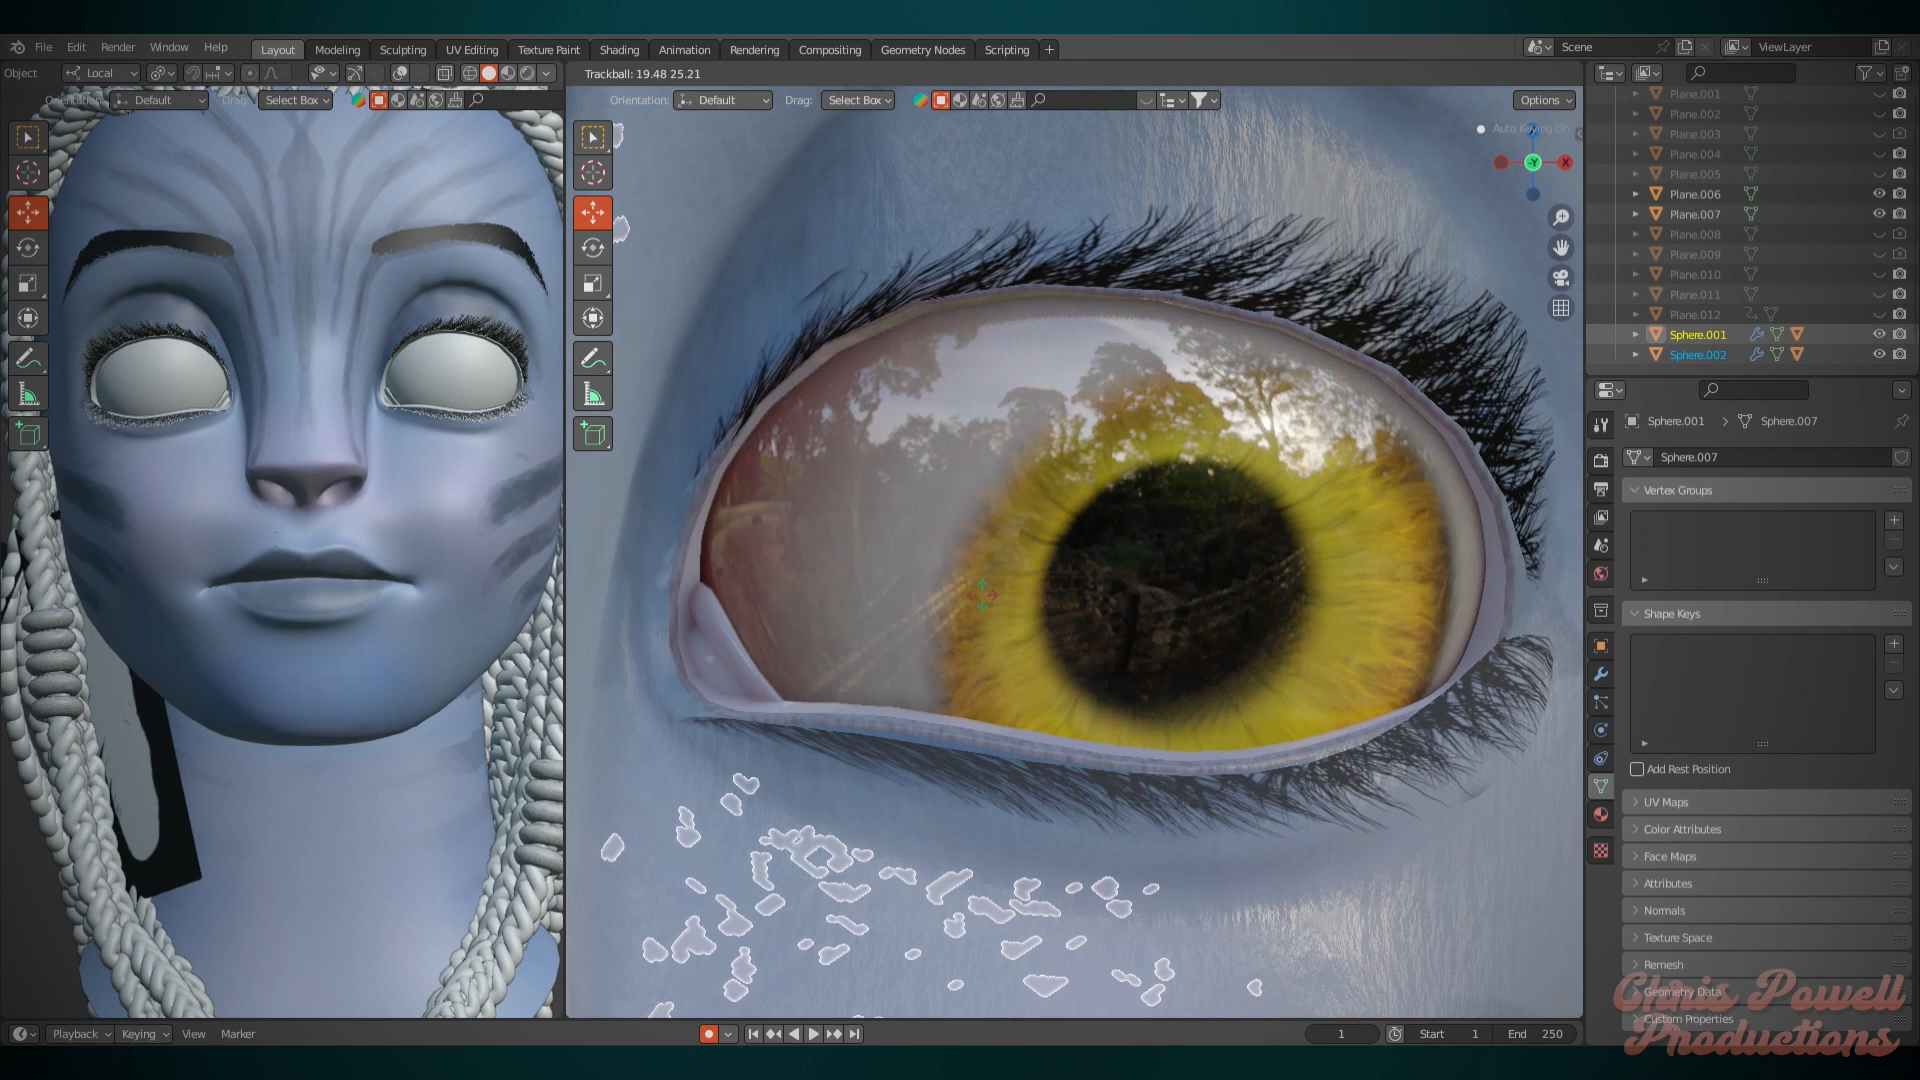 File Edit Render Window Help Layout Modeling Sculpting UV Editing Texture Paint Shading Animation Rendering Compositing Geometry Nodes Scripting + Scene ViewLayer
Object Local Trackball: 19.48 25.21
Orientation: Default Drag: Select Box Orientation: Default Drag: Select Box Options
Auto Keying On
Plane.001
Plane.002
Plane.003
Plane.004
Plane.005
Plane.006
Plane.007
Plane.008
Plane.009
Plane.010
Plane.011
Plane.012
Sphere.001
Sphere.002
Sphere.001 Sphere.007
Sphere.007
Vertex Groups
Shape Keys
Add Rest Position
UV Maps
Color Attributes
Face Maps
Attributes
Normals
Texture Space
Remesh
Geometry Data
Custom Properties
Chris Powell
Productions
Playback Keying View Marker 1 Start 1 End 250
-Y X Z